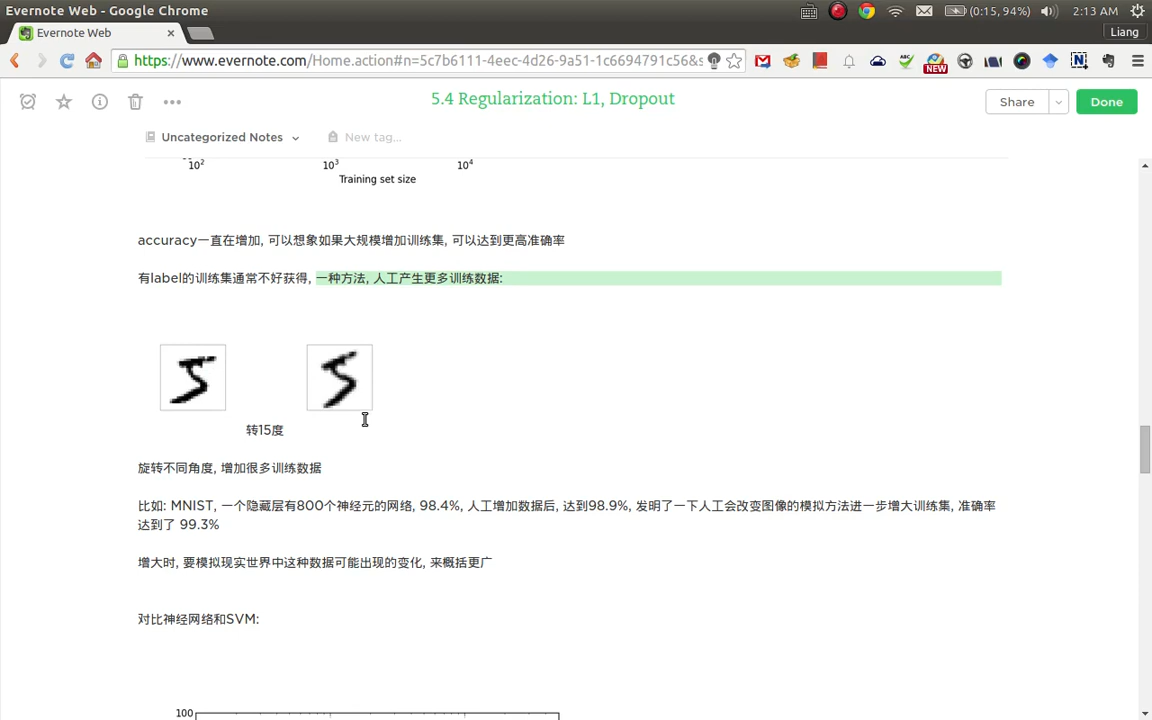 Evernote Web - Google Chrome
(0:15, 94%)
2:13 AM
Evernote Web
Liang
https://www.evernote.com/Home.action#n=5c7b6111-4eec-4d26-9a51-1c6694791c56&s
NEW
5.4 Regularization: L1, Dropout
Share
Done
Uncategorized Notes
New tag...
10²
10³
10⁴
Training set size
accuracy一直在增加, 可以想象如果大规模增加训练集, 可以达到更高准确率
有label的训练集通常不好获得, 一种方法, 人工产生更多训练数据:
5
5
转15度
旋转不同角度, 增加很多训练数据
比如: MNIST, 一个隐藏层有800个神经元的网络, 98.4%, 人工增加数据后, 达到98.9%, 发明了一下人工会改变图像的模拟方法进一步增大训练集, 准确率
达到了 99.3%
增大时, 要模拟现实世界中这种数据可能出现的变化, 来概括更广
对比神经网络和SVM:
100